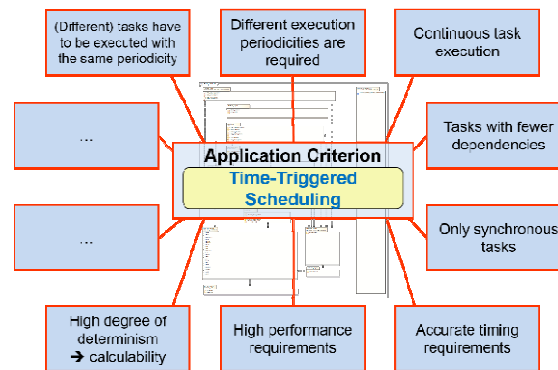 (Different) tasks have
to be executed with
the same periodicity
Different execution
periodicities are
required
Continuous task
execution
...
Tasks with fewer
dependencies
Application Criterion
Time-Triggered
Scheduling
...
Only synchronous
tasks
High degree of
determinism
➔ calculability
High performance
requirements
Accurate timing
requirements